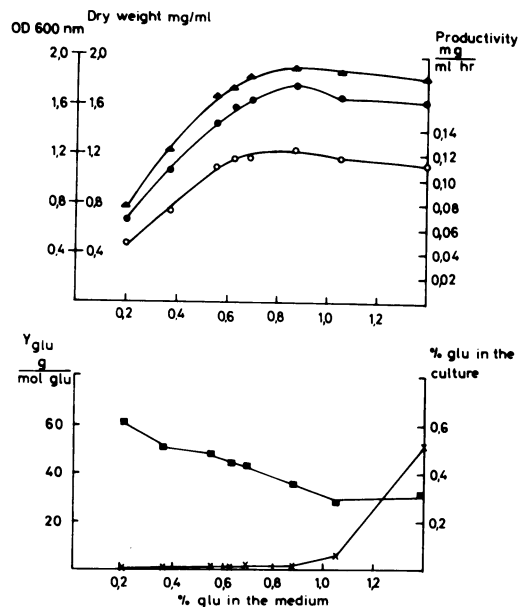 Dry weight mg/ml
OD 600 nm
Productivity
mg
ml hr
2,0 2,0
1,6 1,6
1,2 1,2
0,8 0,8
0,4 0,4
0,14
0,12
0,10
0,08
0,06
0,04
0,02
0,2 0,4 0,6 0,8 1,0 1,2
Yglu
g
mol glu
% glu in the
culture
60
40
20
0,6
0,4
0,2
0,2 0,4 0,6 0,8 1,0 1,2
% glu in the medium